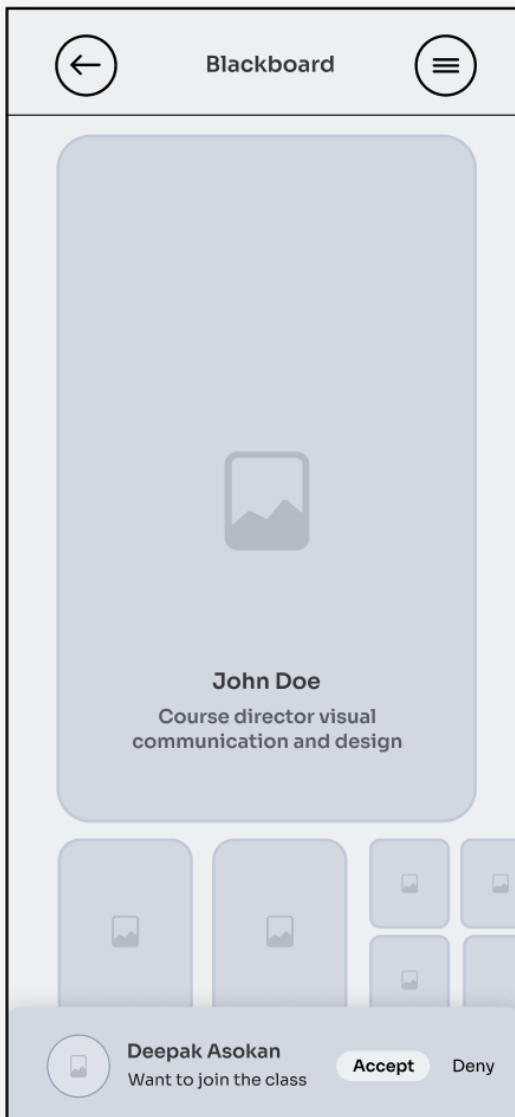 Blackboard
John Doe
Course director visual
communication and design
Deepak Asokan
Want to join the class
Accept
Deny